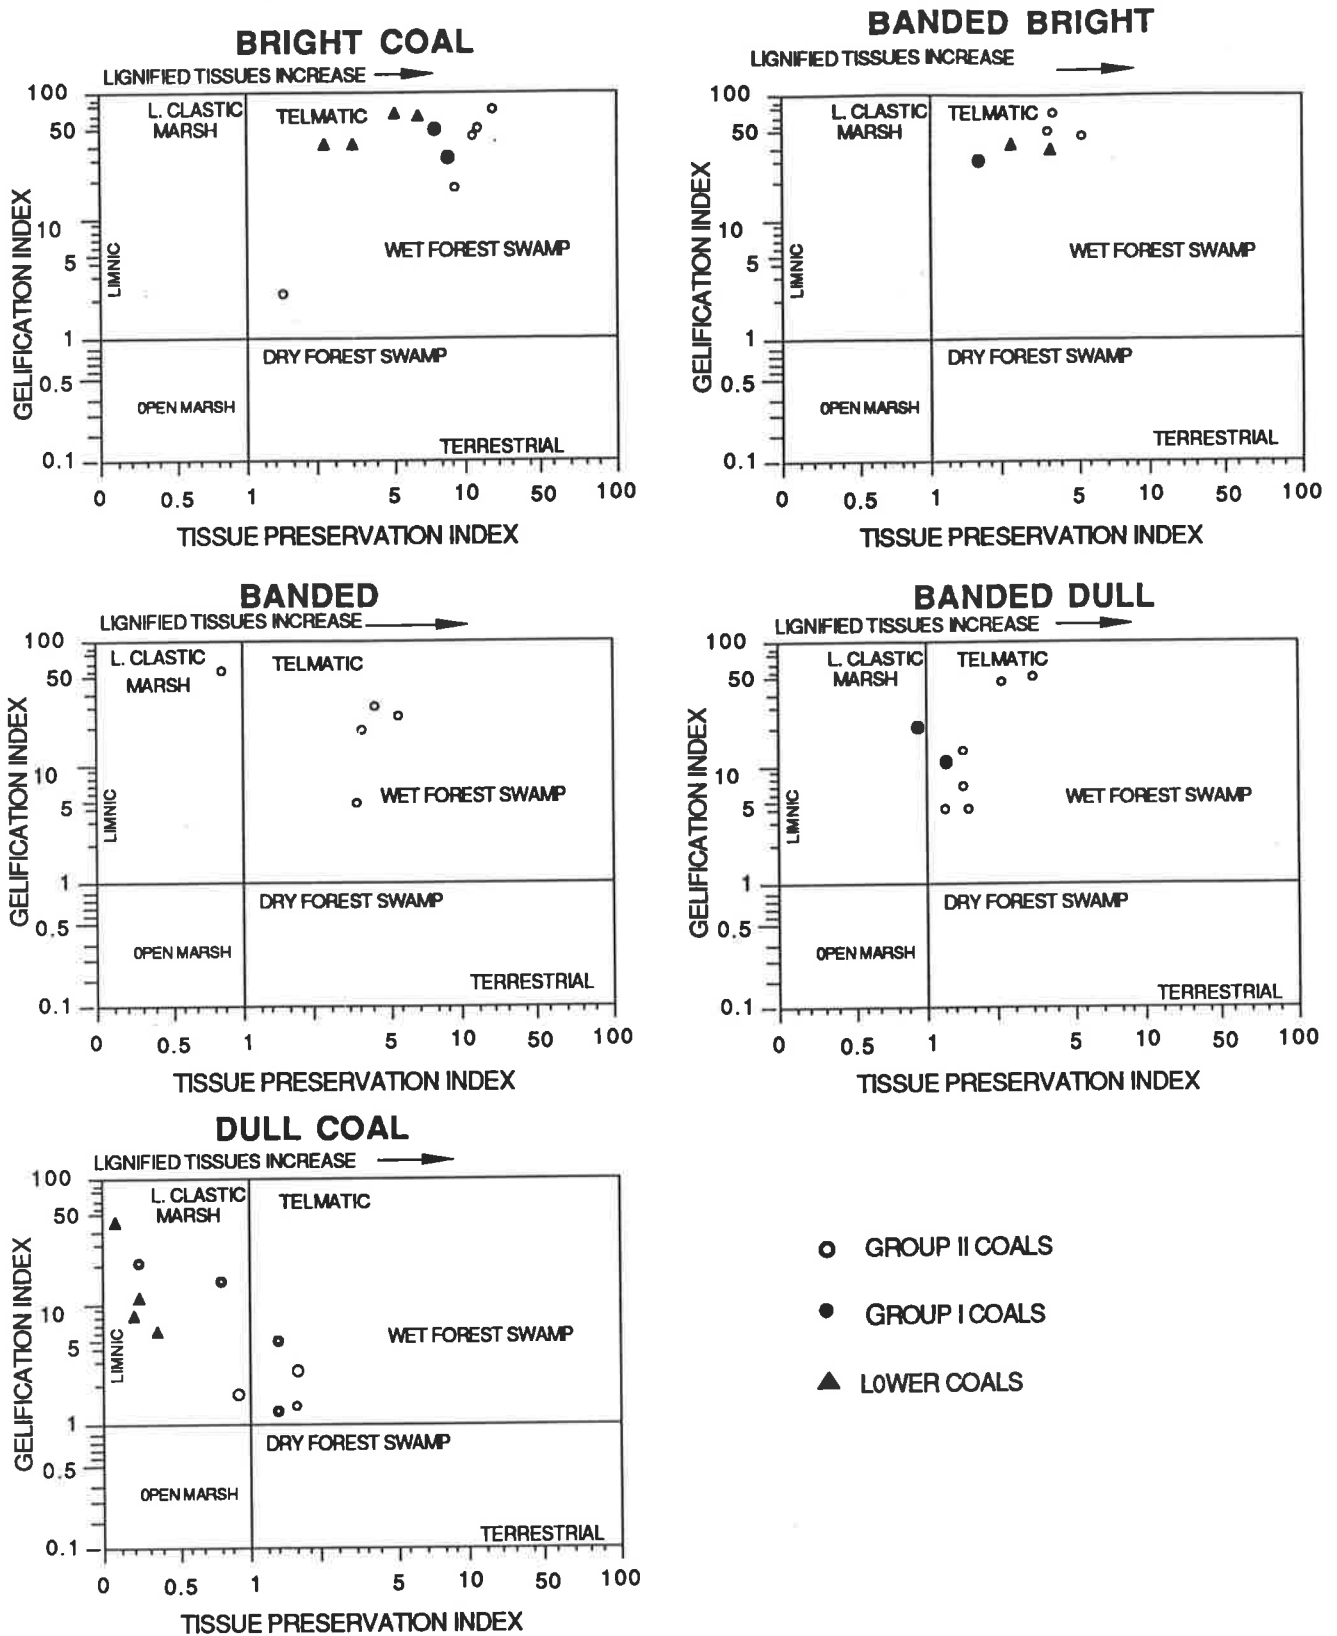 BRIGHT COAL
LIGNIFIED TISSUES INCREASE
100
50
10
5
1
0.5
0.1
GELIFICATION INDEX
L. CLASTIC
MARSH
TELMATIC
LIMNIC
WET FOREST SWAMP
DRY FOREST SWAMP
OPEN MARSH
TERRESTRIAL
0 0.5 1 5 10 50 100
TISSUE PRESERVATION INDEX
BANDED BRIGHT
LIGNIFIED TISSUES INCREASE
100
50
10
5
1
0.5
0.1
GELIFICATION INDEX
L. CLASTIC
MARSH
TELMATIC
LIMNIC
WET FOREST SWAMP
DRY FOREST SWAMP
OPEN MARSH
TERRESTRIAL
0 0.5 1 5 10 50 100
TISSUE PRESERVATION INDEX
BANDED
LIGNIFIED TISSUES INCREASE
100
50
10
5
1
0.5
0.1
GELIFICATION INDEX
L. CLASTIC
MARSH
TELMATIC
LIMNIC
WET FOREST SWAMP
DRY FOREST SWAMP
OPEN MARSH
TERRESTRIAL
0 0.5 1 5 10 50 100
TISSUE PRESERVATION INDEX
BANDED DULL
LIGNIFIED TISSUES INCREASE
100
50
10
5
1
0.5
0.1
GELIFICATION INDEX
L. CLASTIC
MARSH
TELMATIC
LIMNIC
WET FOREST SWAMP
DRY FOREST SWAMP
OPEN MARSH
TERRESTRIAL
0 0.5 1 5 10 50 100
TISSUE PRESERVATION INDEX
DULL COAL
LIGNIFIED TISSUES INCREASE
100
50
10
5
1
0.5
0.1
GELIFICATION INDEX
L. CLASTIC
MARSH
TELMATIC
LIMNIC
WET FOREST SWAMP
DRY FOREST SWAMP
OPEN MARSH
TERRESTRIAL
0 0.5 1 5 10 50 100
TISSUE PRESERVATION INDEX
GROUP II COALS
GROUP I COALS
LOWER COALS